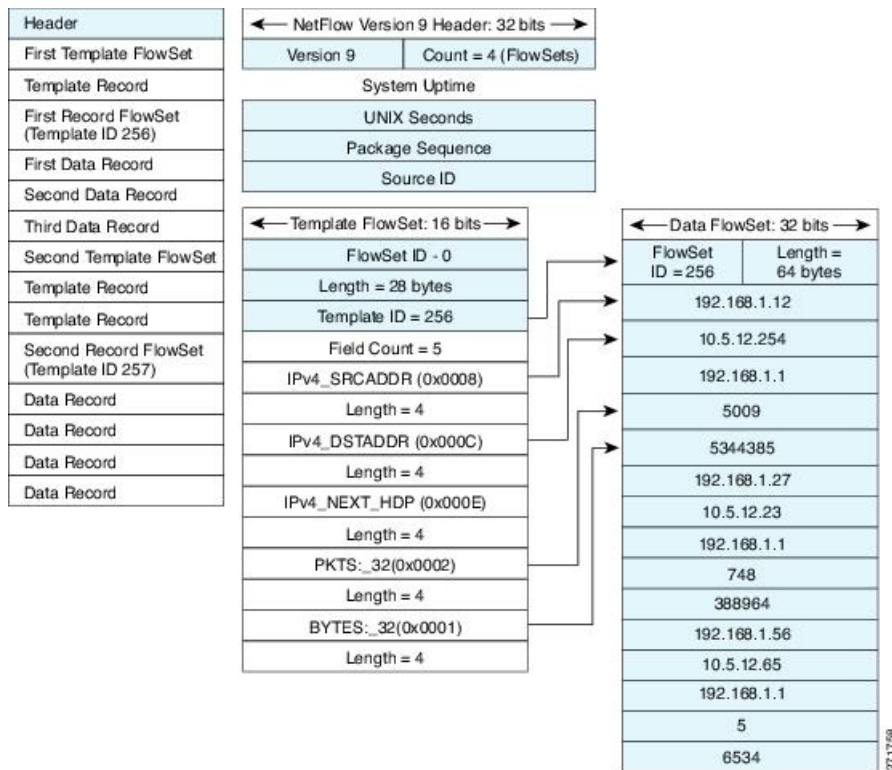 Header
First Template FlowSet
Template Record
First Record FlowSet
(Template ID 256)
First Data Record
Second Data Record
Third Data Record
Second Template FlowSet
Template Record
Template Record
Second Record FlowSet
(Template ID 257)
Data Record
Data Record
Data Record
Data Record
NetFlow Version 9 Header: 32 bits
Version 9
Count = 4 (FlowSets)
System Uptime
UNIX Seconds
Package Sequence
Source ID
Template FlowSet: 16 bits
FlowSet ID - 0
Length = 28 bytes
Template ID = 256
Field Count = 5
IPv4_SRCADDR (0x0008)
Length = 4
IPv4_DSTADDR (0x000C)
Length = 4
IPv4_NEXT_HDP (0x000E)
Length = 4
PKTS:_32(0x0002)
Length = 4
BYTES:_32(0x0001)
Length = 4
Data FlowSet: 32 bits
FlowSet
ID = 256
Length =
64 bytes
192.168.1.12
10.5.12.254
192.168.1.1
5009
5344385
192.168.1.27
10.5.12.23
192.168.1.1
748
388964
192.168.1.56
10.5.12.65
192.168.1.1
5
6534
271759